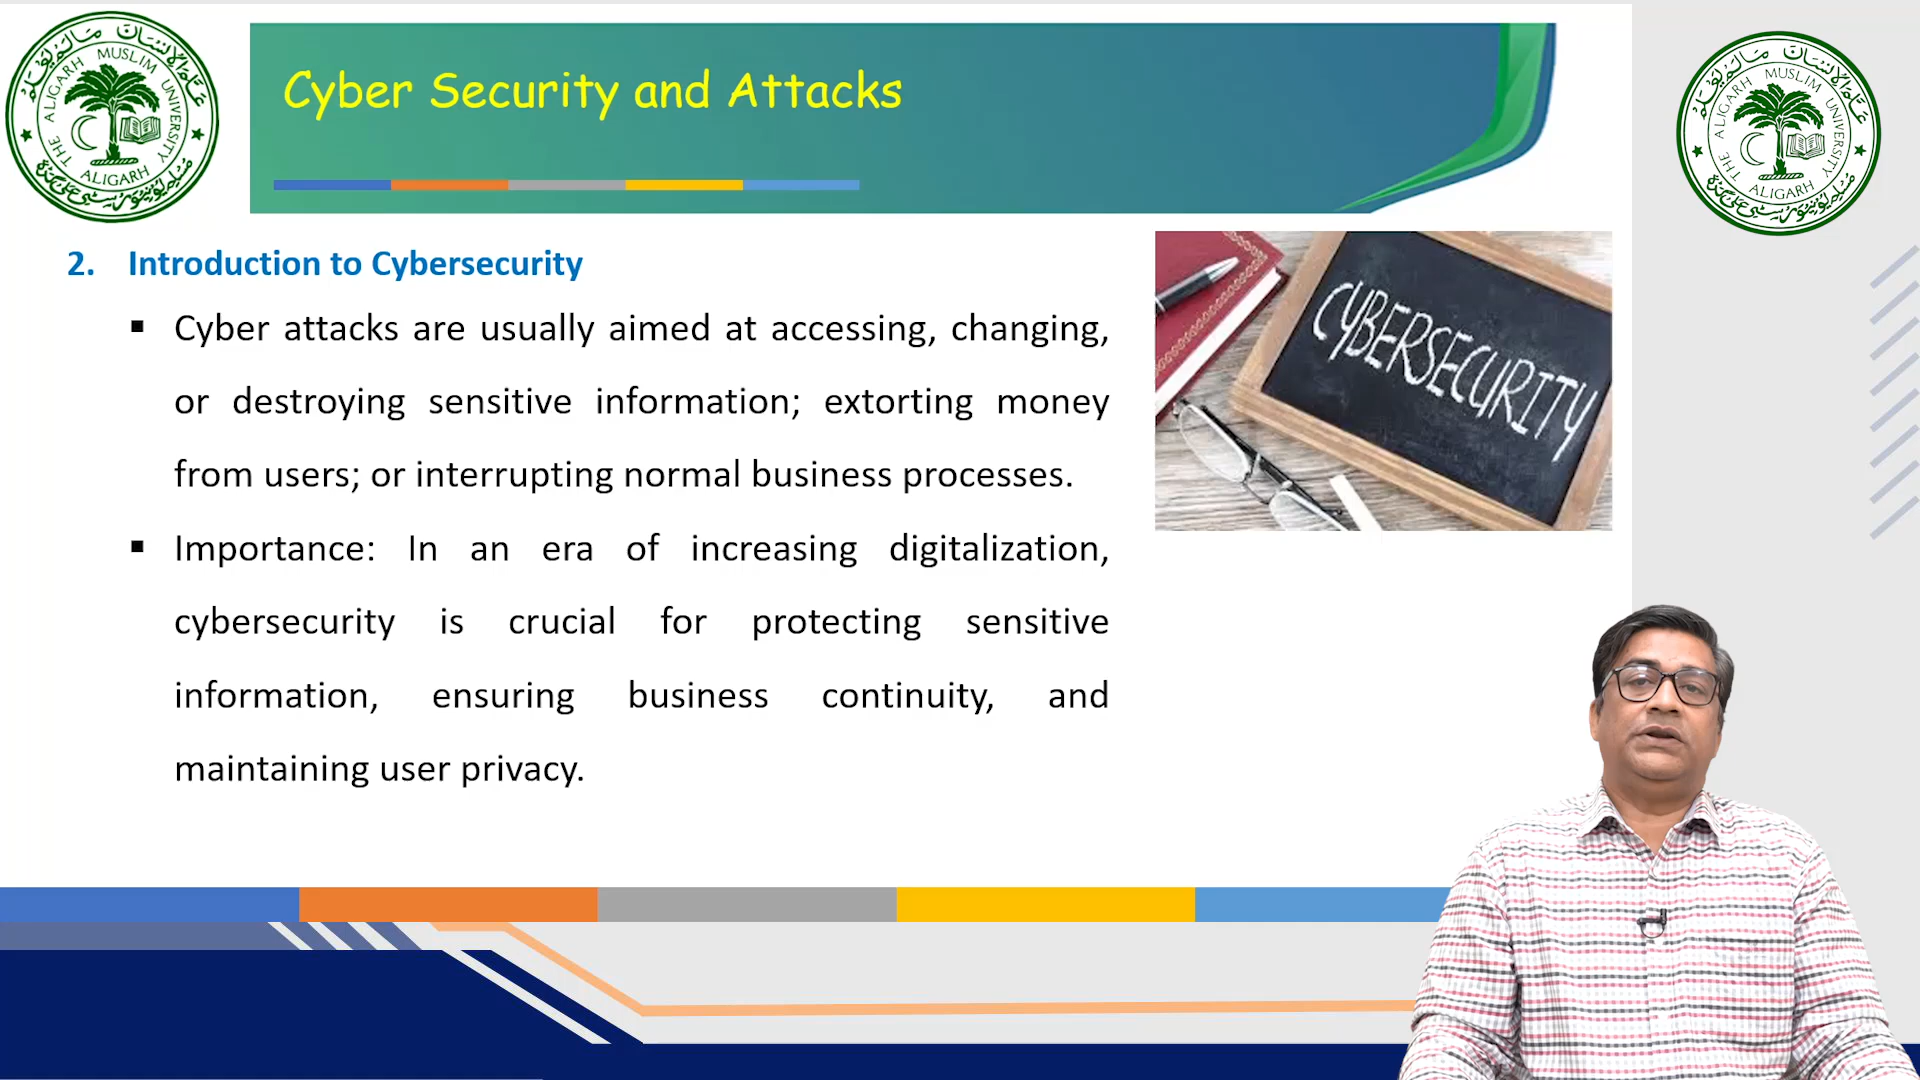 THE ALIGARH MUSLIM UNIVERSITY
ALIGARH
Cyber Security and Attacks
THE ALIGARH MUSLIM UNIVERSITY
ALIGARH
2. Introduction to Cybersecurity
▪ Cyber attacks are usually aimed at accessing, changing,
or destroying sensitive information; extorting money
from users; or interrupting normal business processes.
▪ Importance: In an era of increasing digitalization,
cybersecurity is crucial for protecting sensitive
information, ensuring business continuity, and
maintaining user privacy.
CYBERSECURITY